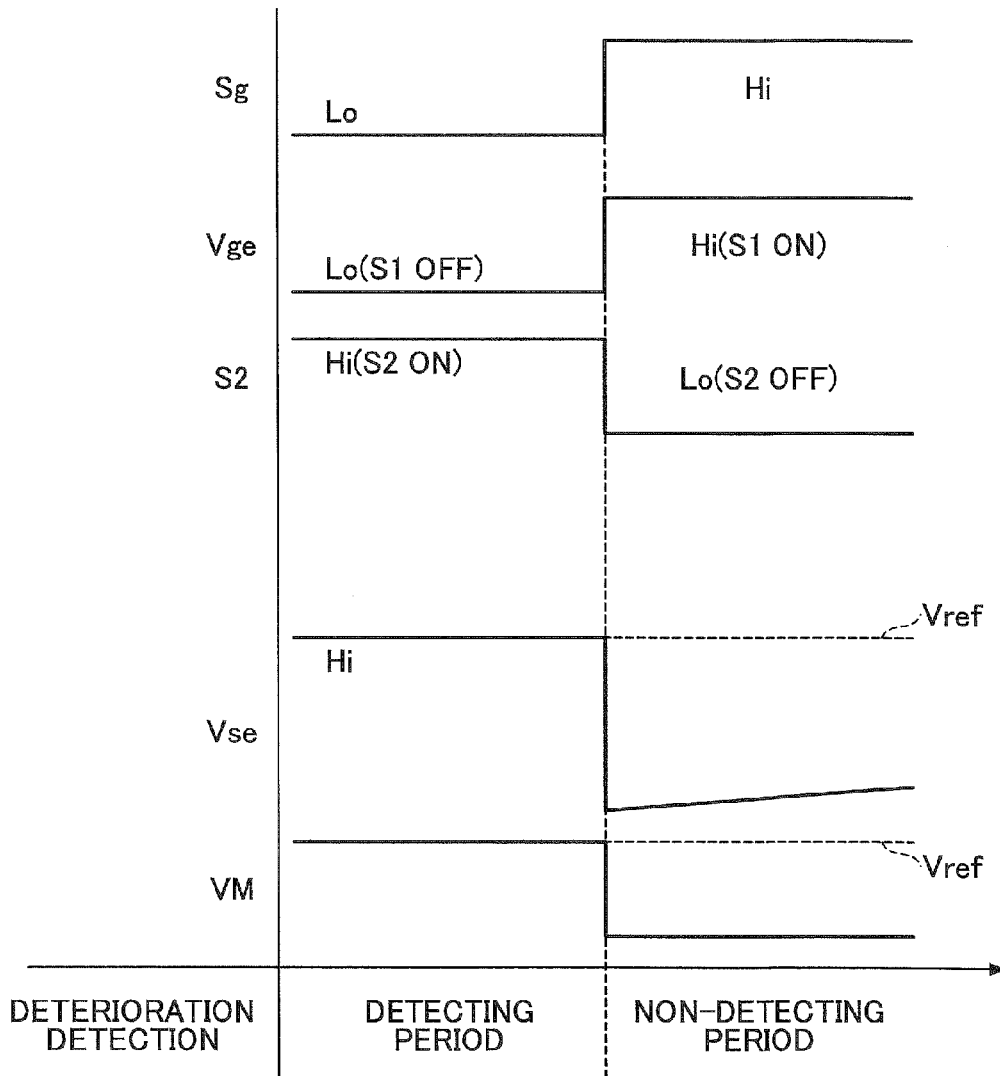 Sg
Lo
Hi
Vge
Lo(S1 OFF)
Hi(S1 ON)
S2
Hi(S2 ON)
Lo(S2 OFF)
Vref
Hi
Vse
Vref
VM
DETERIORATION
DETECTION
DETECTING
PERIOD
NON-DETECTING
PERIOD